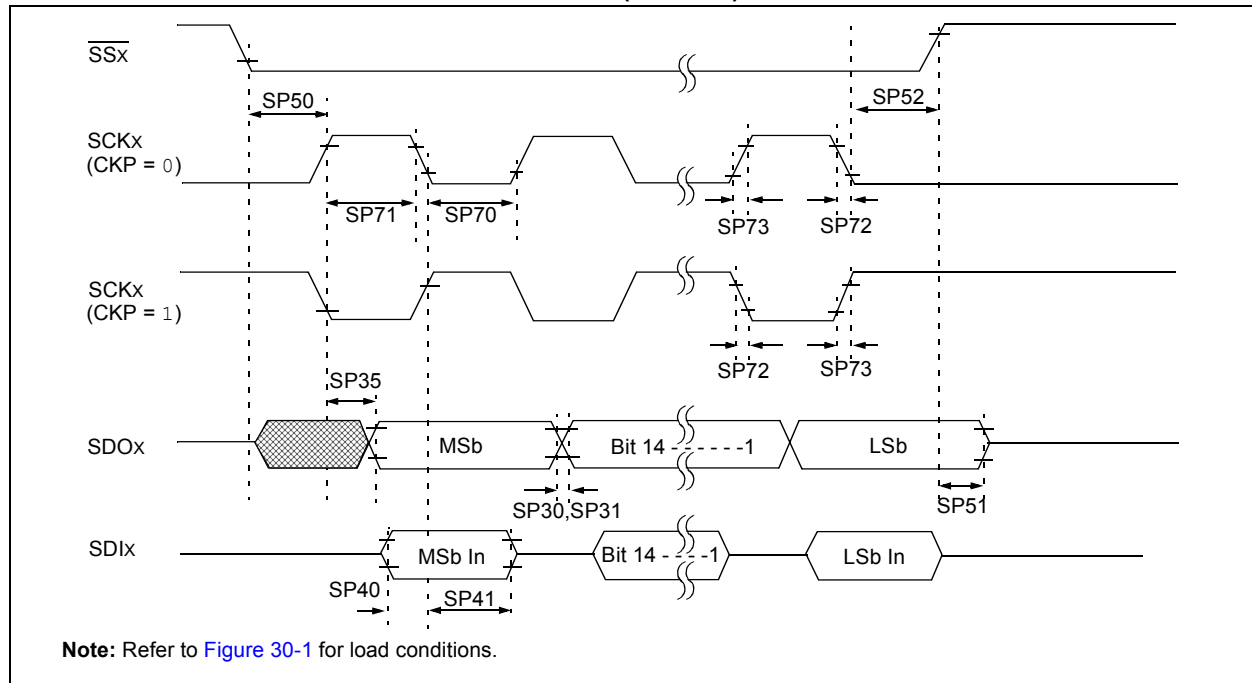 SSx
SP50
SP52
SCKx
(CKP = 0)
SP71
SP70
SP73
SP72
SCKx
(CKP = 1)
SP72
SP73
SP35
SDOx
MSb
Bit 14 - - - - - -1
LSb
SP30,SP31
SP51
SDIx
MSb In
Bit 14 - - - -1
LSb In
SP40
SP41
Note: Refer to Figure 30-1 for load conditions.